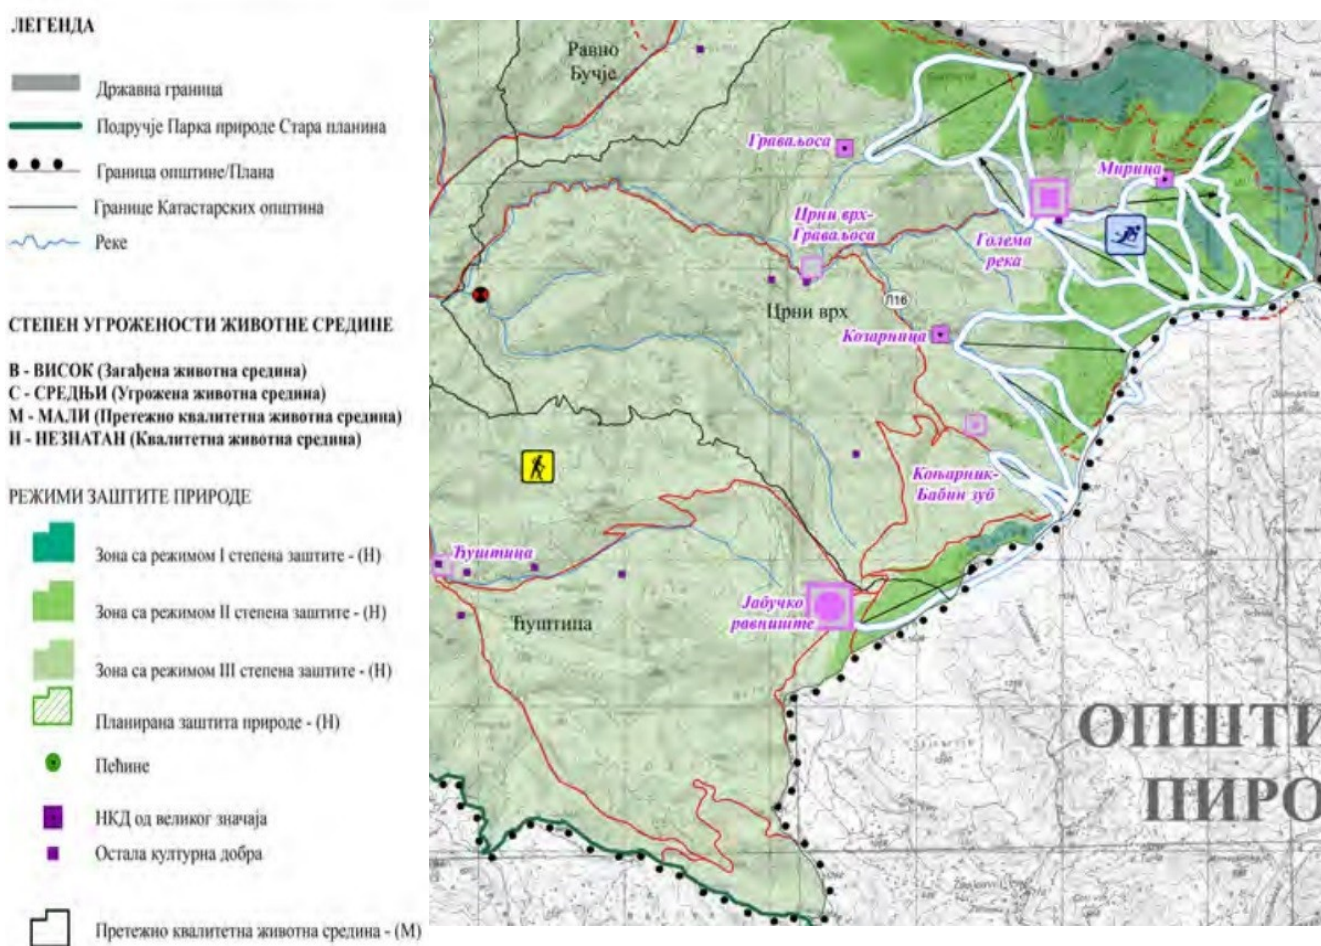 ЛЕГЕНДА
Државна граница
Подручје Парка природе Стара планина
Граница општине/Плана
Границе Катастарских општина
Реке
СТЕПЕН УГРОЖЕНОСТИ ЖИВОТНЕ СРЕДИНЕ
В - ВИСОК (Загађена животна средина)
С - СРЕДЊИ (Угрожена животна средина)
М - МАЛИ (Претежно квалитетна животна средина)
Н - НЕЗНАТАН (Квалитетна животна средина)
РЕЖИМИ ЗАШТИТЕ ПРИРОДЕ
Зона са режимом I степена заштите - (Н)
Зона са режимом II степена заштите - (Н)
Зона са режимом III степена заштите - (Н)
Планирана заштита природе - (Н)
Пећине
НКД од великог значаја
Остала културна добра
Претежно квалитетна животна средина - (М)
Равно
Бучје
Граваљоса
Мирица
Црни врх-
Граваљоса
Голема
река
Црни врх
Л16
Козарница
Коњарник-
Бабин зуб
Ћуштица
Јабучко
равниште
Ћуштица
ОПШТИ
ПИРО